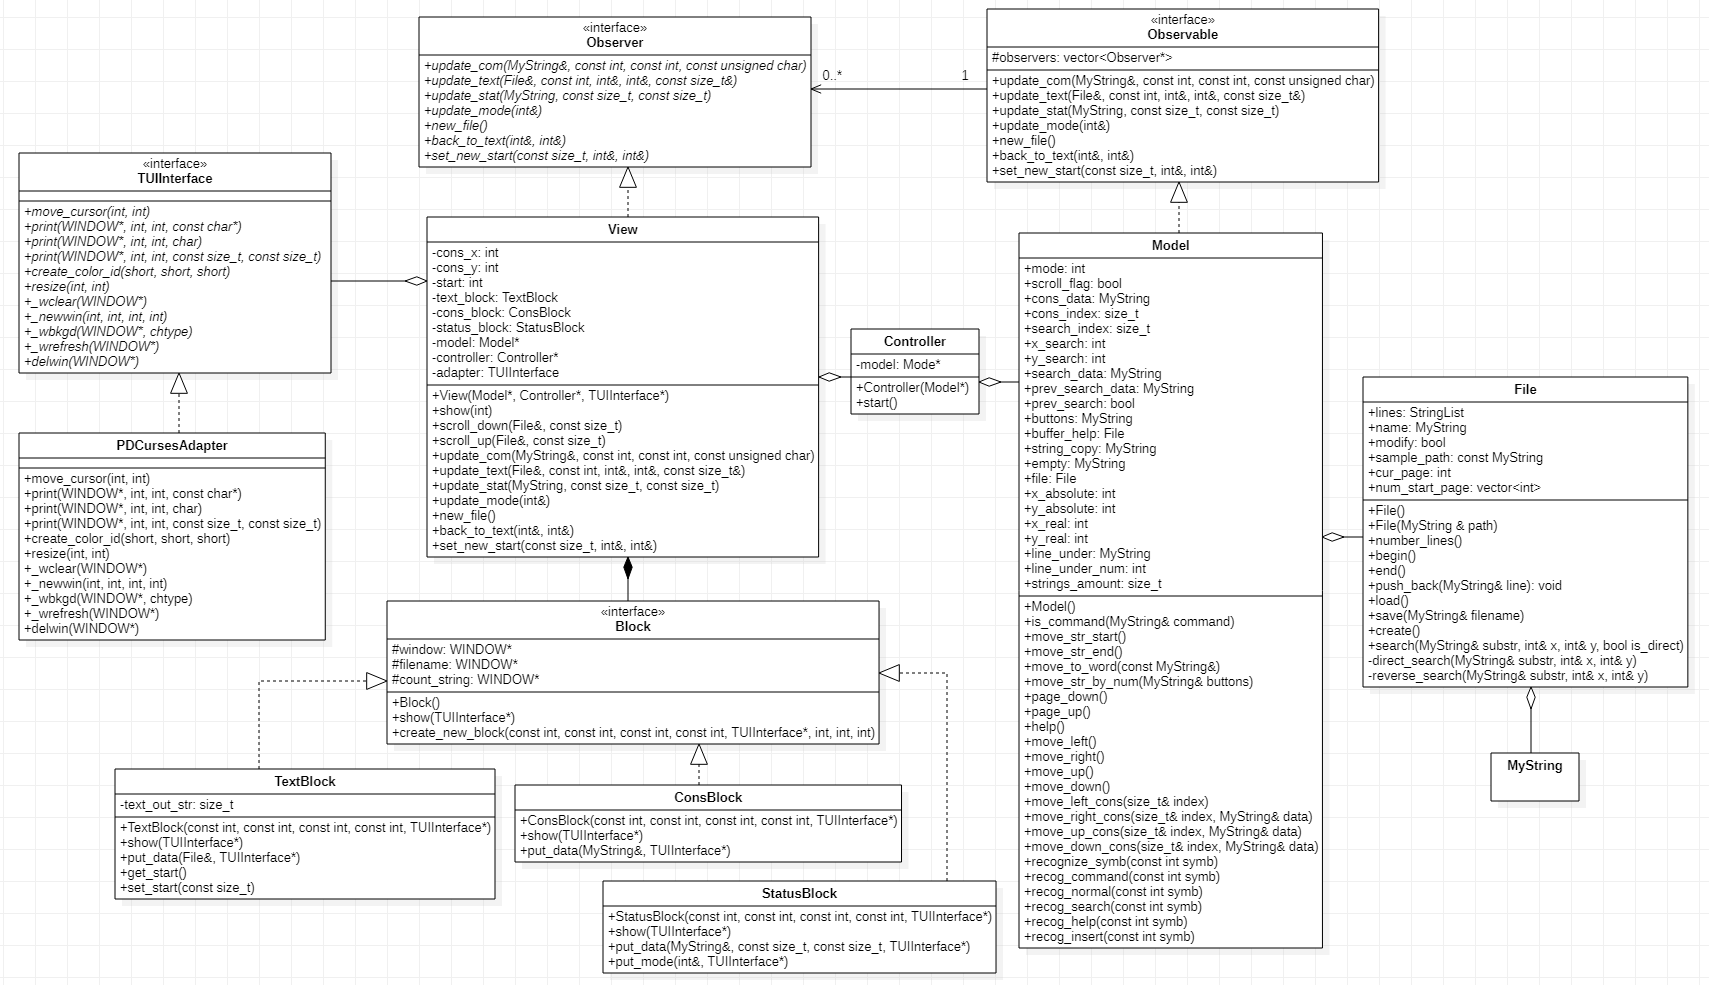 «interface»
Observer
+update_com(MyString&, const int, const int, const unsigned char)
+update_text(File&, const int, int&, int&, const size_t&)
+update_stat(MyString, const size_t, const size_t)
+update_mode(int&)
+new_file()
+back_to_text(int&, int&)
+set_new_start(const size_t, int&, int&)
0..*
1
«interface»
Observable
#observers: vector<Observer*>
+update_com(MyString&, const int, const int, const unsigned char)
+update_text(File&, const int, int&, int&, const size_t&)
+update_stat(MyString, const size_t, const size_t)
+update_mode(int&)
+new_file()
+back_to_text(int&, int&)
+set_new_start(const size_t, int&, int&)
«interface»
TUIInterface
+move_cursor(int, int)
+print(WINDOW*, int, int, const char*)
+print(WINDOW*, int, int, char)
+print(WINDOW*, int, int, const size_t, const size_t)
+create_color_id(short, short, short)
+resize(int, int)
+_wclear(WINDOW*)
+_newwin(int, int, int, int)
+_wbkgd(WINDOW*, chtype)
+_wrefresh(WINDOW*)
+delwin(WINDOW*)
PDCursesAdapter
+move_cursor(int, int)
+print(WINDOW*, int, int, const char*)
+print(WINDOW*, int, int, char)
+print(WINDOW*, int, int, const size_t, const size_t)
+create_color_id(short, short, short)
+resize(int, int)
+_wclear(WINDOW*)
+_newwin(int, int, int, int)
+_wbkgd(WINDOW*, chtype)
+_wrefresh(WINDOW*)
+delwin(WINDOW*)
View
-cons_x: int
-cons_y: int
-start: int
-text_block: TextBlock
-cons_block: ConsBlock
-status_block: StatusBlock
-model: Model*
-controller: Controller*
-adapter: TUIInterface
+View(Model*, Controller*, TUIInterface*)
+show(int)
+scroll_down(File&, const size_t)
+scroll_up(File&, const size_t)
+update_com(MyString&, const int, const int, const unsigned char)
+update_text(File&, const int, int&, int&, const size_t&)
+update_stat(MyString, const size_t, const size_t)
+update_mode(int&)
+new_file()
+back_to_text(int&, int&)
+set_new_start(const size_t, int&, int&)
Controller
-model: Mode*
+Controller(Model*)
+start()
Model
+mode: int
+scroll_flag: bool
+cons_data: MyString
+cons_index: size_t
+search_index: size_t
+x_search: int
+y_search: int
+search_data: MyString
+prev_search_data: MyString
+prev_search: bool
+buttons: MyString
+buffer_help: File
+string_copy: MyString
+empty: MyString
+file: File
+x_absolute: int
+y_absolute: int
+x_real: int
+y_real: int
+line_under: MyString
+line_under_num: int
+strings_amount: size_t
+Model()
+is_command(MyString& command)
+move_str_start()
+move_str_end()
+move_to_word(const MyString&)
+move_str_by_num(MyString& buttons)
+page_down()
+page_up()
+help()
+move_left()
+move_right()
+move_up()
+move_down()
+move_left_cons(size_t& index)
+move_right_cons(size_t& index, MyString& data)
+move_up_cons(size_t& index, MyString& data)
+move_down_cons(size_t& index, MyString& data)
+recognize_symb(const int symb)
+recog_command(const int symb)
+recog_normal(const int symb)
+recog_search(const int symb)
+recog_help(const int symb)
+recog_insert(const int symb)
File
+lines: StringList
+name: MyString
+modify: bool
+sample_path: const MyString
+cur_page: int
+num_start_page: vector<int>
+File()
+File(MyString & path)
+number_lines()
+begin()
+end()
+push_back(MyString& line): void
+load()
+save(MyString& filename)
+create()
+search(MyString& substr, int& x, int& y, bool is_direct)
-direct_search(MyString& substr, int& x, int& y)
-reverse_search(MyString& substr, int& x, int& y)
MyString
«interface»
Block
#window: WINDOW*
#filename: WINDOW*
#count_string: WINDOW*
+Block()
+show(TUIInterface*)
+create_new_block(const int, const int, const int, const int, TUIInterface*, int, int, int)
TextBlock
-text_out_str: size_t
+TextBlock(const int, const int, const int, const int, TUIInterface*)
+show(TUIInterface*)
+put_data(File&, TUIInterface*)
+get_start()
+set_start(const size_t)
ConsBlock
+ConsBlock(const int, const int, const int, const int, TUIInterface*)
+show(TUIInterface*)
+put_data(MyString&, TUIInterface*)
StatusBlock
+StatusBlock(const int, const int, const int, const int, TUIInterface*)
+show(TUIInterface*)
+put_data(MyString&, const size_t, const size_t, TUIInterface*)
+put_mode(int&, TUIInterface*)